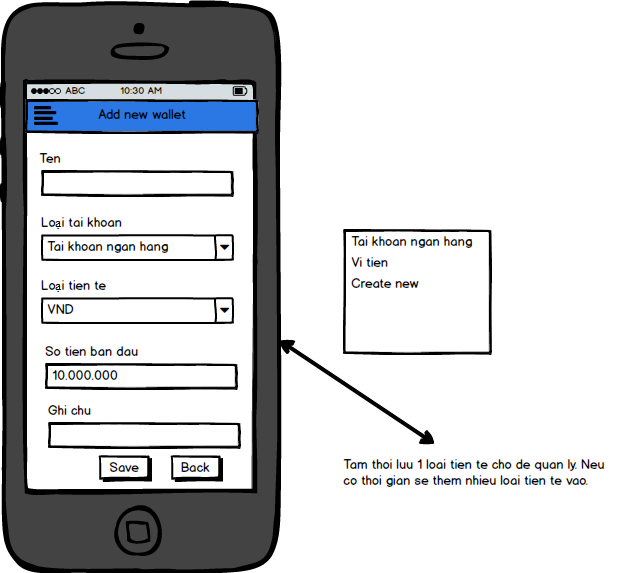 ABC 10:30 AM
Add new wallet
Ten
Loại tai khoan
Tai khoan ngan hang
Loại tien te
VND
So tien ban dau
10.000.000
Ghi chu
Save Back
Tai khoan ngan hang
Vi tien
Create new
Tam thoi luu 1 loai tien te cho de quan ly. Neu
co thoi gian se them nhieu loai tien te vao.